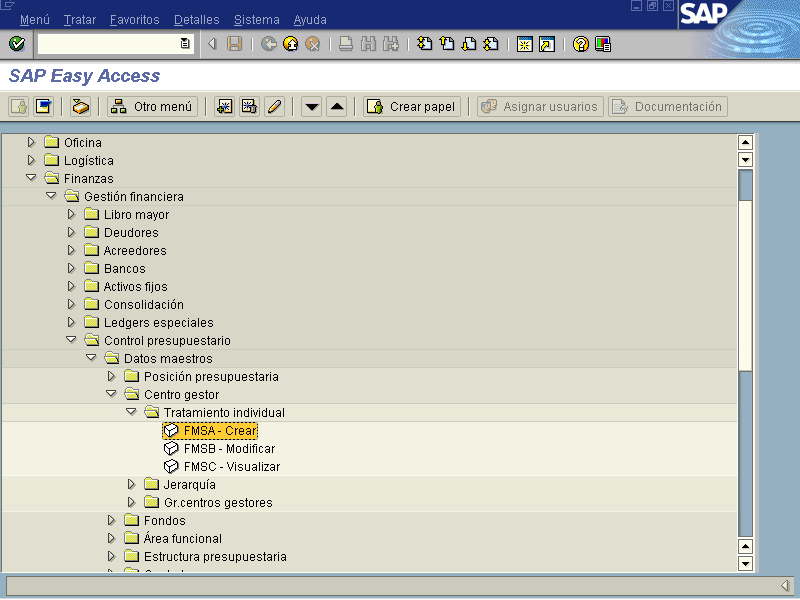 Menú Tratar Favoritos Detalles Sistema Ayuda
SAP
SAP Easy Access
Otro menú Crear papel Asignar usuarios Documentación
Oficina
Logística
Finanzas
Gestión financiera
Libro mayor
Deudores
Acreedores
Bancos
Activos fijos
Consolidación
Ledgers especiales
Control presupuestario
Datos maestros
Posición presupuestaria
Centro gestor
Tratamiento individual
FMSA - Crear
FMSB - Modificar
FMSC - Visualizar
Jerarquía
Gr.centros gestores
Fondos
Área funcional
Estructura presupuestaria